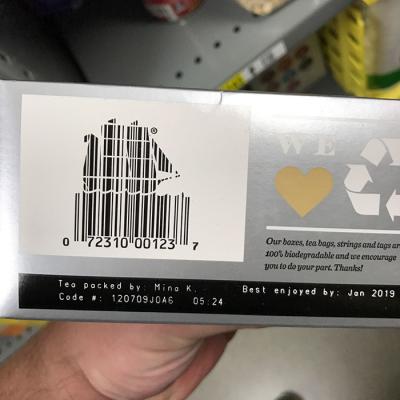 ®
0 72310 00123 7
WE
Our boxes, tea bags, strings and tags are
100% biodegradable and we encourage
you to do your part. Thanks!
Tea packed by: Mina K.
Best enjoyed by: Jan 2019
Code #: 120709J0A6 05:24